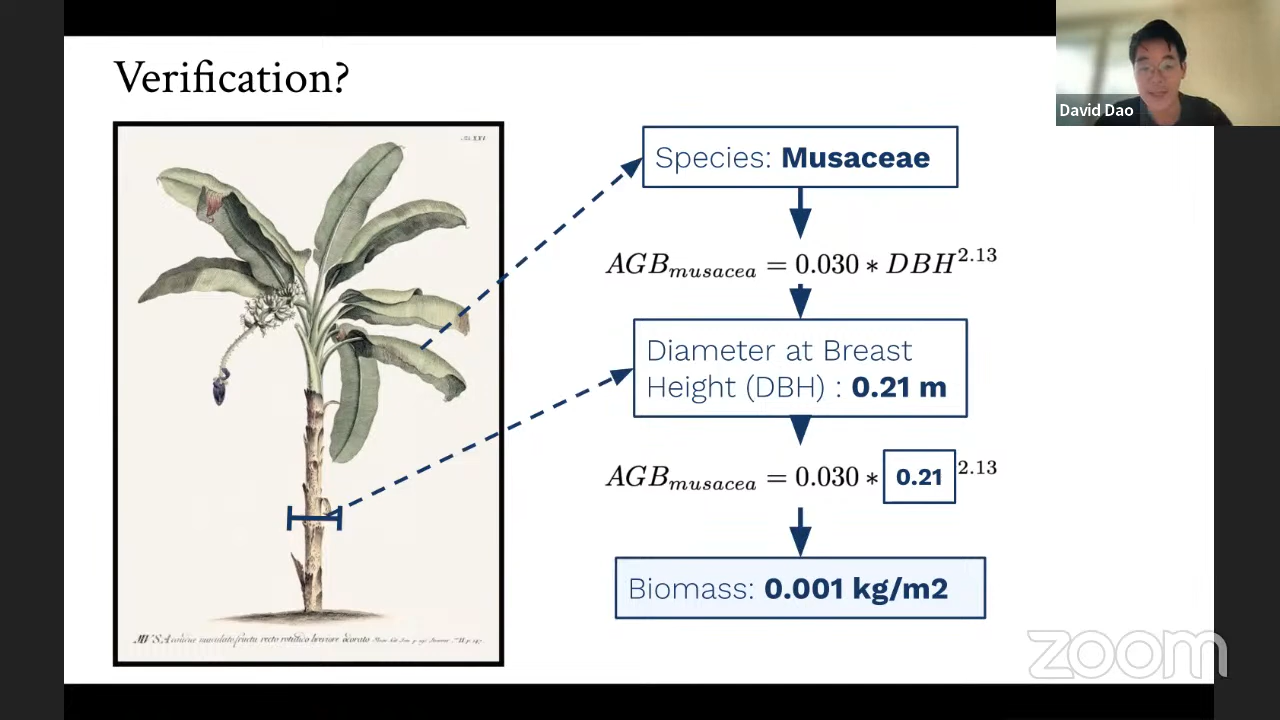 Verification?
David Dao
Species: Musaceae
AGB_musacea = 0.030 ∗ DBH^2.13
Diameter at Breast
Height (DBH) : 0.21 m
AGB_musacea = 0.030 ∗ 0.21^2.13
Biomass: 0.001 kg/m2
zoom